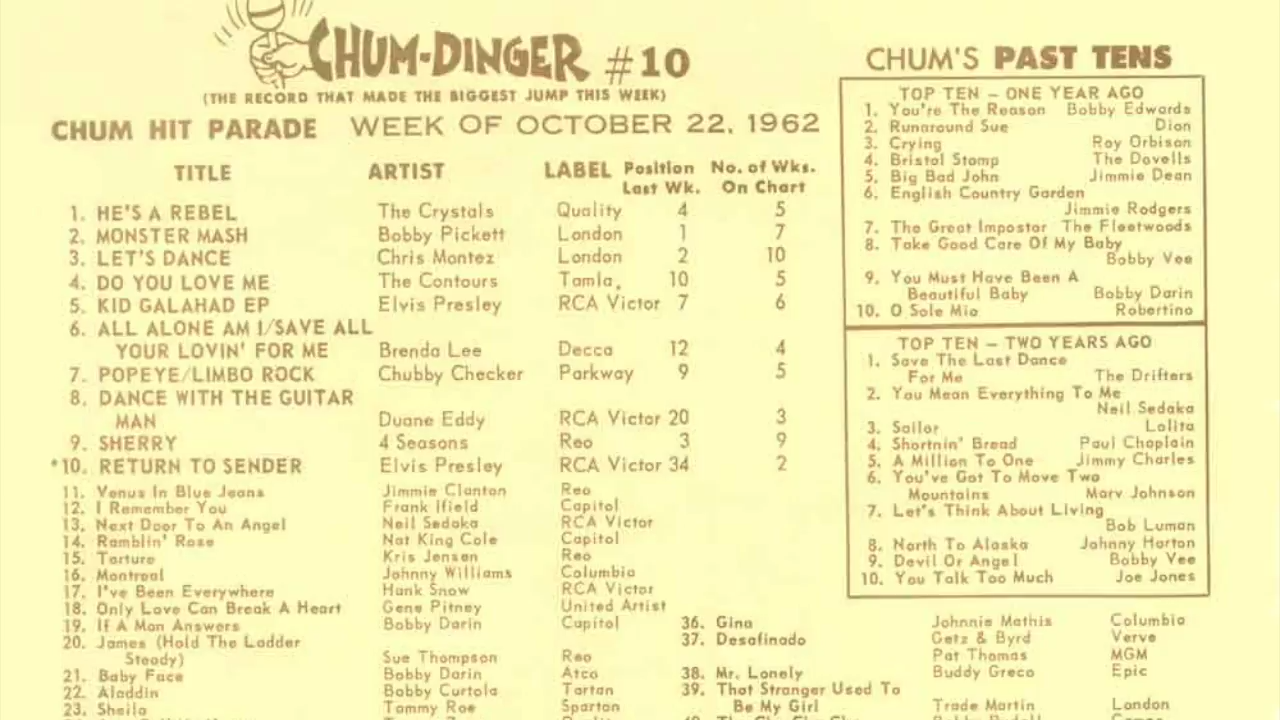 CHUM-DINGER #10
(THE RECORD THAT MADE THE BIGGEST JUMP THIS WEEK)
CHUM HIT PARADE WEEK OF OCTOBER 22, 1962
TITLE ARTIST LABEL Position Last Wk. No. of Wks. On Chart
1. HE'S A REBEL The Crystals Quality 4 5
2. MONSTER MASH Bobby Pickett London 1 7
3. LET'S DANCE Chris Montez London 2 10
4. DO YOU LOVE ME The Contours Tamla, 10 5
5. KID GALAHAD EP Elvis Presley RCA Victor 7 6
6. ALL ALONE AM I/SAVE ALL
YOUR LOVIN' FOR ME Brenda Lee Decca 12 4
7. POPEYE/LIMBO ROCK Chubby Checker Parkway 9 5
8. DANCE WITH THE GUITAR
MAN Duane Eddy RCA Victor 20 3
9. SHERRY 4 Seasons Reo 3 9
*10. RETURN TO SENDER Elvis Presley RCA Victor 34 2
11. Venus In Blue Jeans Jimmie Clanton Reo
12. I Remember You Frank Ifield Capitol
13. Next Door To An Angel Neil Sedaka RCA Victor
14. Ramblin' Rose Nat King Cole Capitol
15. Torture Kris Jensen Reo
16. Montreal Johnny Williams Columbia
17. I've Been Everywhere Hank Snow RCA Victor
18. Only Love Can Break A Heart Gene Pitney United Artist
19. If A Man Answers Bobby Darin Capitol
20. James (Hold The Ladder
Steady) Sue Thompson Reo
21. Baby Face Bobby Darin Atco
22. Aladdin Bobby Curtola Tartan
23. Sheila Tommy Roe Sparton
36. Gina Johnnie Mathis Columbia
37. Desafinado Getz & Byrd Verve
Pat Thomas MGM
38. Mr. Lonely Buddy Greco Epic
39. That Stranger Used To
Be My Girl Trade Martin London
CHUM'S PAST TENS
TOP TEN – ONE YEAR AGO
1. You're The Reason Bobby Edwards
2. Runaround Sue Dion
3. Crying Roy Orbison
4. Bristol Stomp The Dovells
5. Big Bad John Jimmie Dean
6. English Country Garden
Jimmie Rodgers
7. The Great Impostor The Fleetwoods
8. Take Good Care Of My Baby
Bobby Vee
9. You Must Have Been A
Beautiful Baby Bobby Darin
10. O Sole Mio Robertino
TOP TEN – TWO YEARS AGO
1. Save The Last Dance
For Me The Drifters
2. You Mean Everything To Me
Neil Sedaka
3. Sailor Lolita
4. Shortnin' Bread Paul Chaplain
5. A Million To One Jimmy Charles
6. You've Got To Move Two
Mountains Marv Johnson
7. Let's Think About Living
Bob Luman
8. North To Alaska Johnny Horton
9. Devil Or Angel Bobby Vee
10. You Talk Too Much Joe Jones